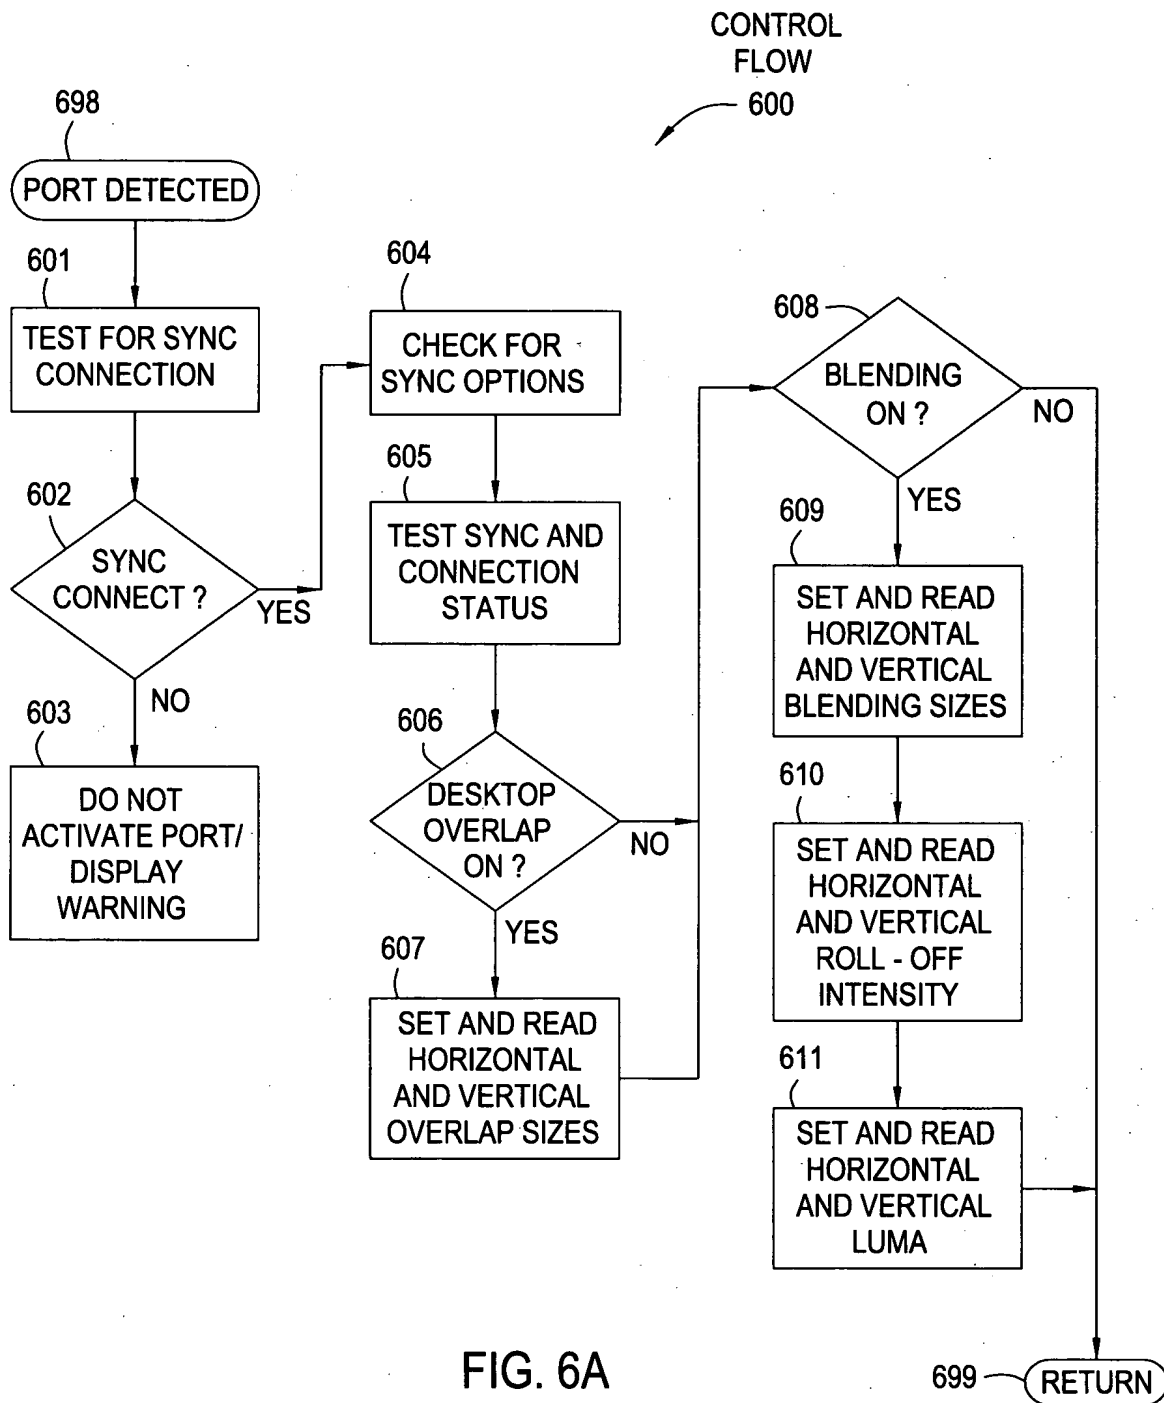 CONTROL
FLOW
600
698
PORT DETECTED
601
TEST FOR SYNC
CONNECTION
602
SYNC
CONNECT ?
YES
NO
603
DO NOT
ACTIVATE PORT/
DISPLAY
WARNING
604
CHECK FOR
SYNC OPTIONS
605
TEST SYNC AND
CONNECTION
STATUS
606
DESKTOP
OVERLAP
ON ?
NO
YES
607
SET AND READ
HORIZONTAL
AND VERTICAL
OVERLAP SIZES
608
BLENDING
ON ?
NO
YES
609
SET AND READ
HORIZONTAL
AND VERTICAL
BLENDING SIZES
610
SET AND READ
HORIZONTAL
AND VERTICAL
ROLL - OFF
INTENSITY
611
SET AND READ
HORIZONTAL
AND VERTICAL
LUMA
699
RETURN
FIG. 6A